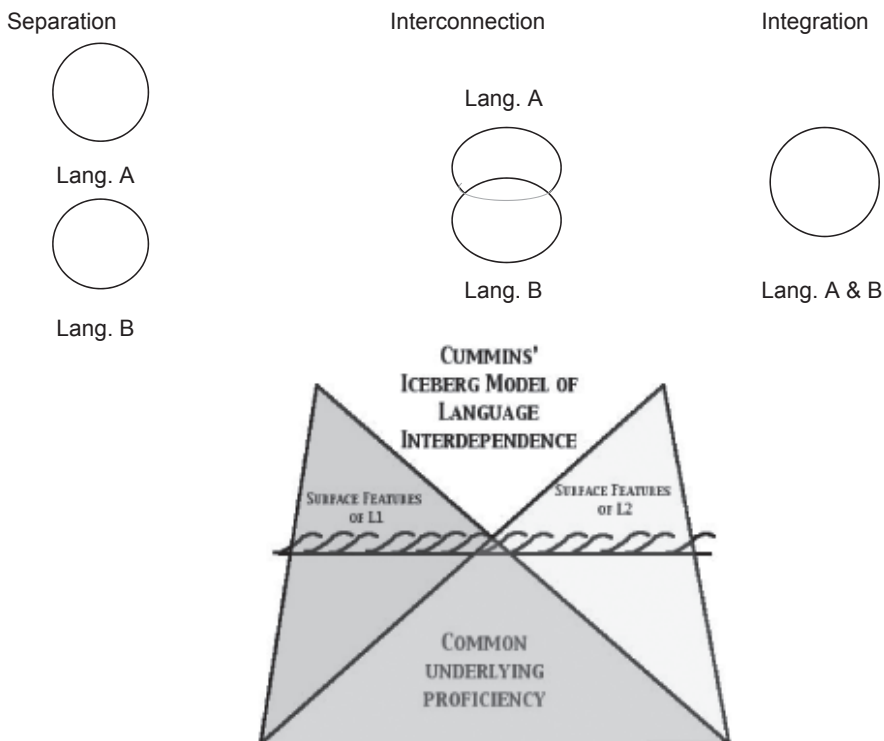 Separation
Interconnection
Integration
Lang. A
Lang. A
Lang. B
Lang. B
Lang. A & B
CUMMINS'
ICEBERG MODEL OF
LANGUAGE
INTERDEPENDENCE
SURFACE FEATURES
OF L1
SURFACE FEATURES
OF L2
COMMON
UNDERLYING
PROFICIENCY